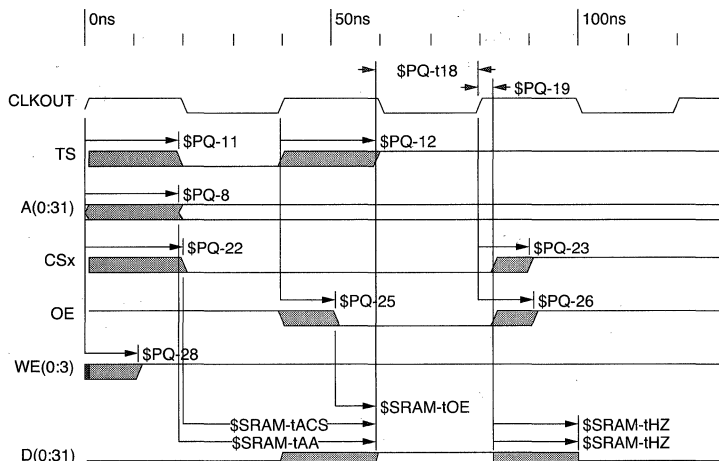 0ns 50ns 100ns
$PQ-t18
CLKOUT $PQ-19
$PQ-11 $PQ-12
TS
$PQ-8
A(0:31)
$PQ-22 $PQ-23
CSx
$PQ-25 $PQ-26
OE
$PQ-28
WE(0:3)
$SRAM-tOE
$SRAM-tACS $SRAM-tHZ
$SRAM-tAA $SRAM-tHZ
D(0:31)